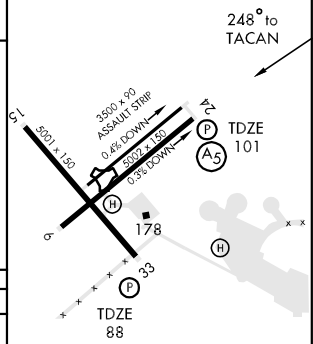 248° to
TACAN
3500 x 90
ASSAULT STRIP
0.4% DOWN
24
P
TDZE
101
A5
15
5001 x 150
5002 x 150
0.3% DOWN
H
178
6
H
x x
33
P
x x x x x
TDZE
88